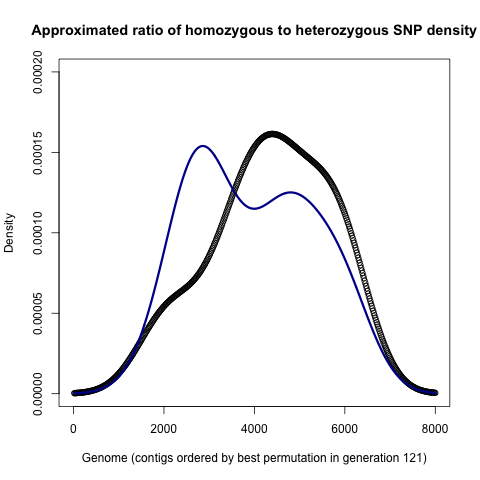 Approximated ratio of homozygous to heterozygous SNP density
0.00020
0.00015
0.00010
0.00005
0.00000
Density
0 2000 4000 6000 8000
Genome (contigs ordered by best permutation in generation 121)